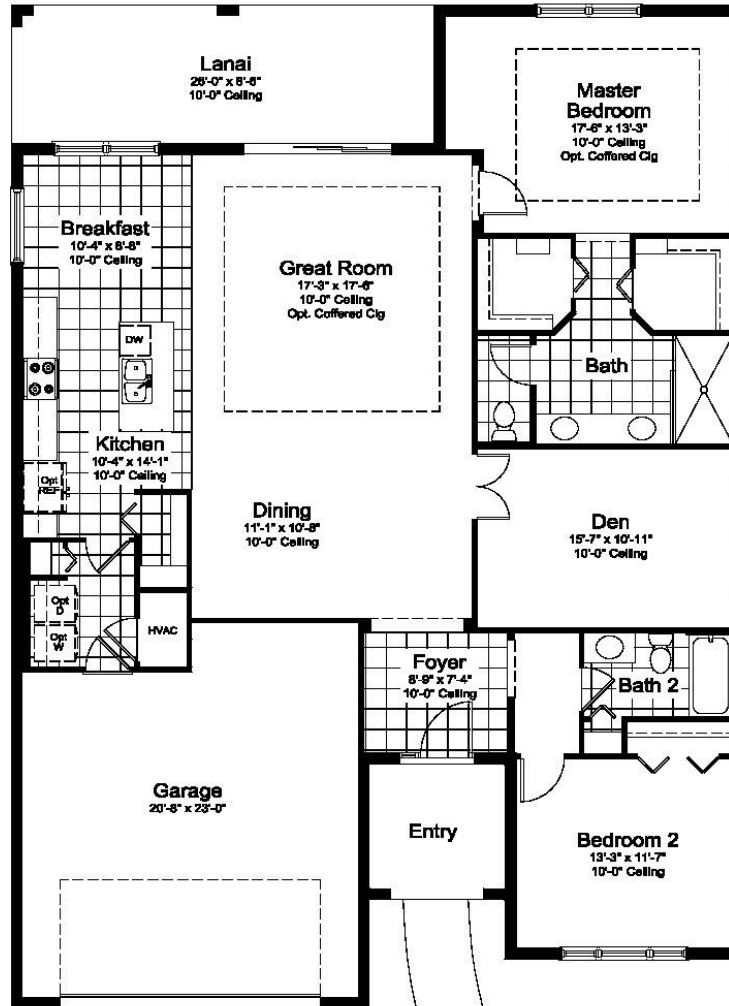 Lanai
26'-0" x 8'-6"
10'-0" Ceiling
Master
Bedroom
17'-6" x 13'-3"
10'-0" Ceiling
Opt. Coffered Clg
Breakfast
10'-4" x 8'-8"
10'-0" Ceiling
Great Room
17'-3" x 17'-6"
10'-0" Ceiling
Opt. Coffered Clg
DW
Bath
Kitchen
10'-4" x 14'-1"
10'-0" Ceiling
Opt
REF
Dining
11'-1" x 10'-8"
10'-0" Ceiling
Den
15'-7" x 10'-11"
10'-0" Ceiling
Opt
D
Opt
W
HVAC
Foyer
8'-9" x 7'-4"
10'-0" Ceiling
Bath 2
Garage
20'-8" x 23'-0"
Entry
Bedroom 2
13'-3" x 11'-7"
10'-0" Ceiling